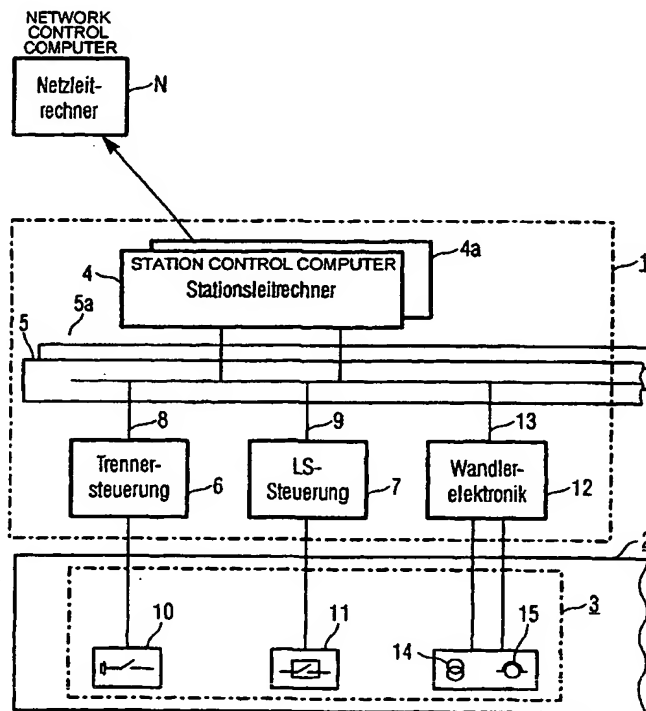 NETWORK
CONTROL
COMPUTER
Netzleit-
rechner
N
4a
4
STATION CONTROL COMPUTER
Stationsleitrechner
1
5a
5
8
9
13
Trenner-
steuerung
6
LS-
Steuerung
7
Wandler-
elektronik
12
2
10
11
14
15
3